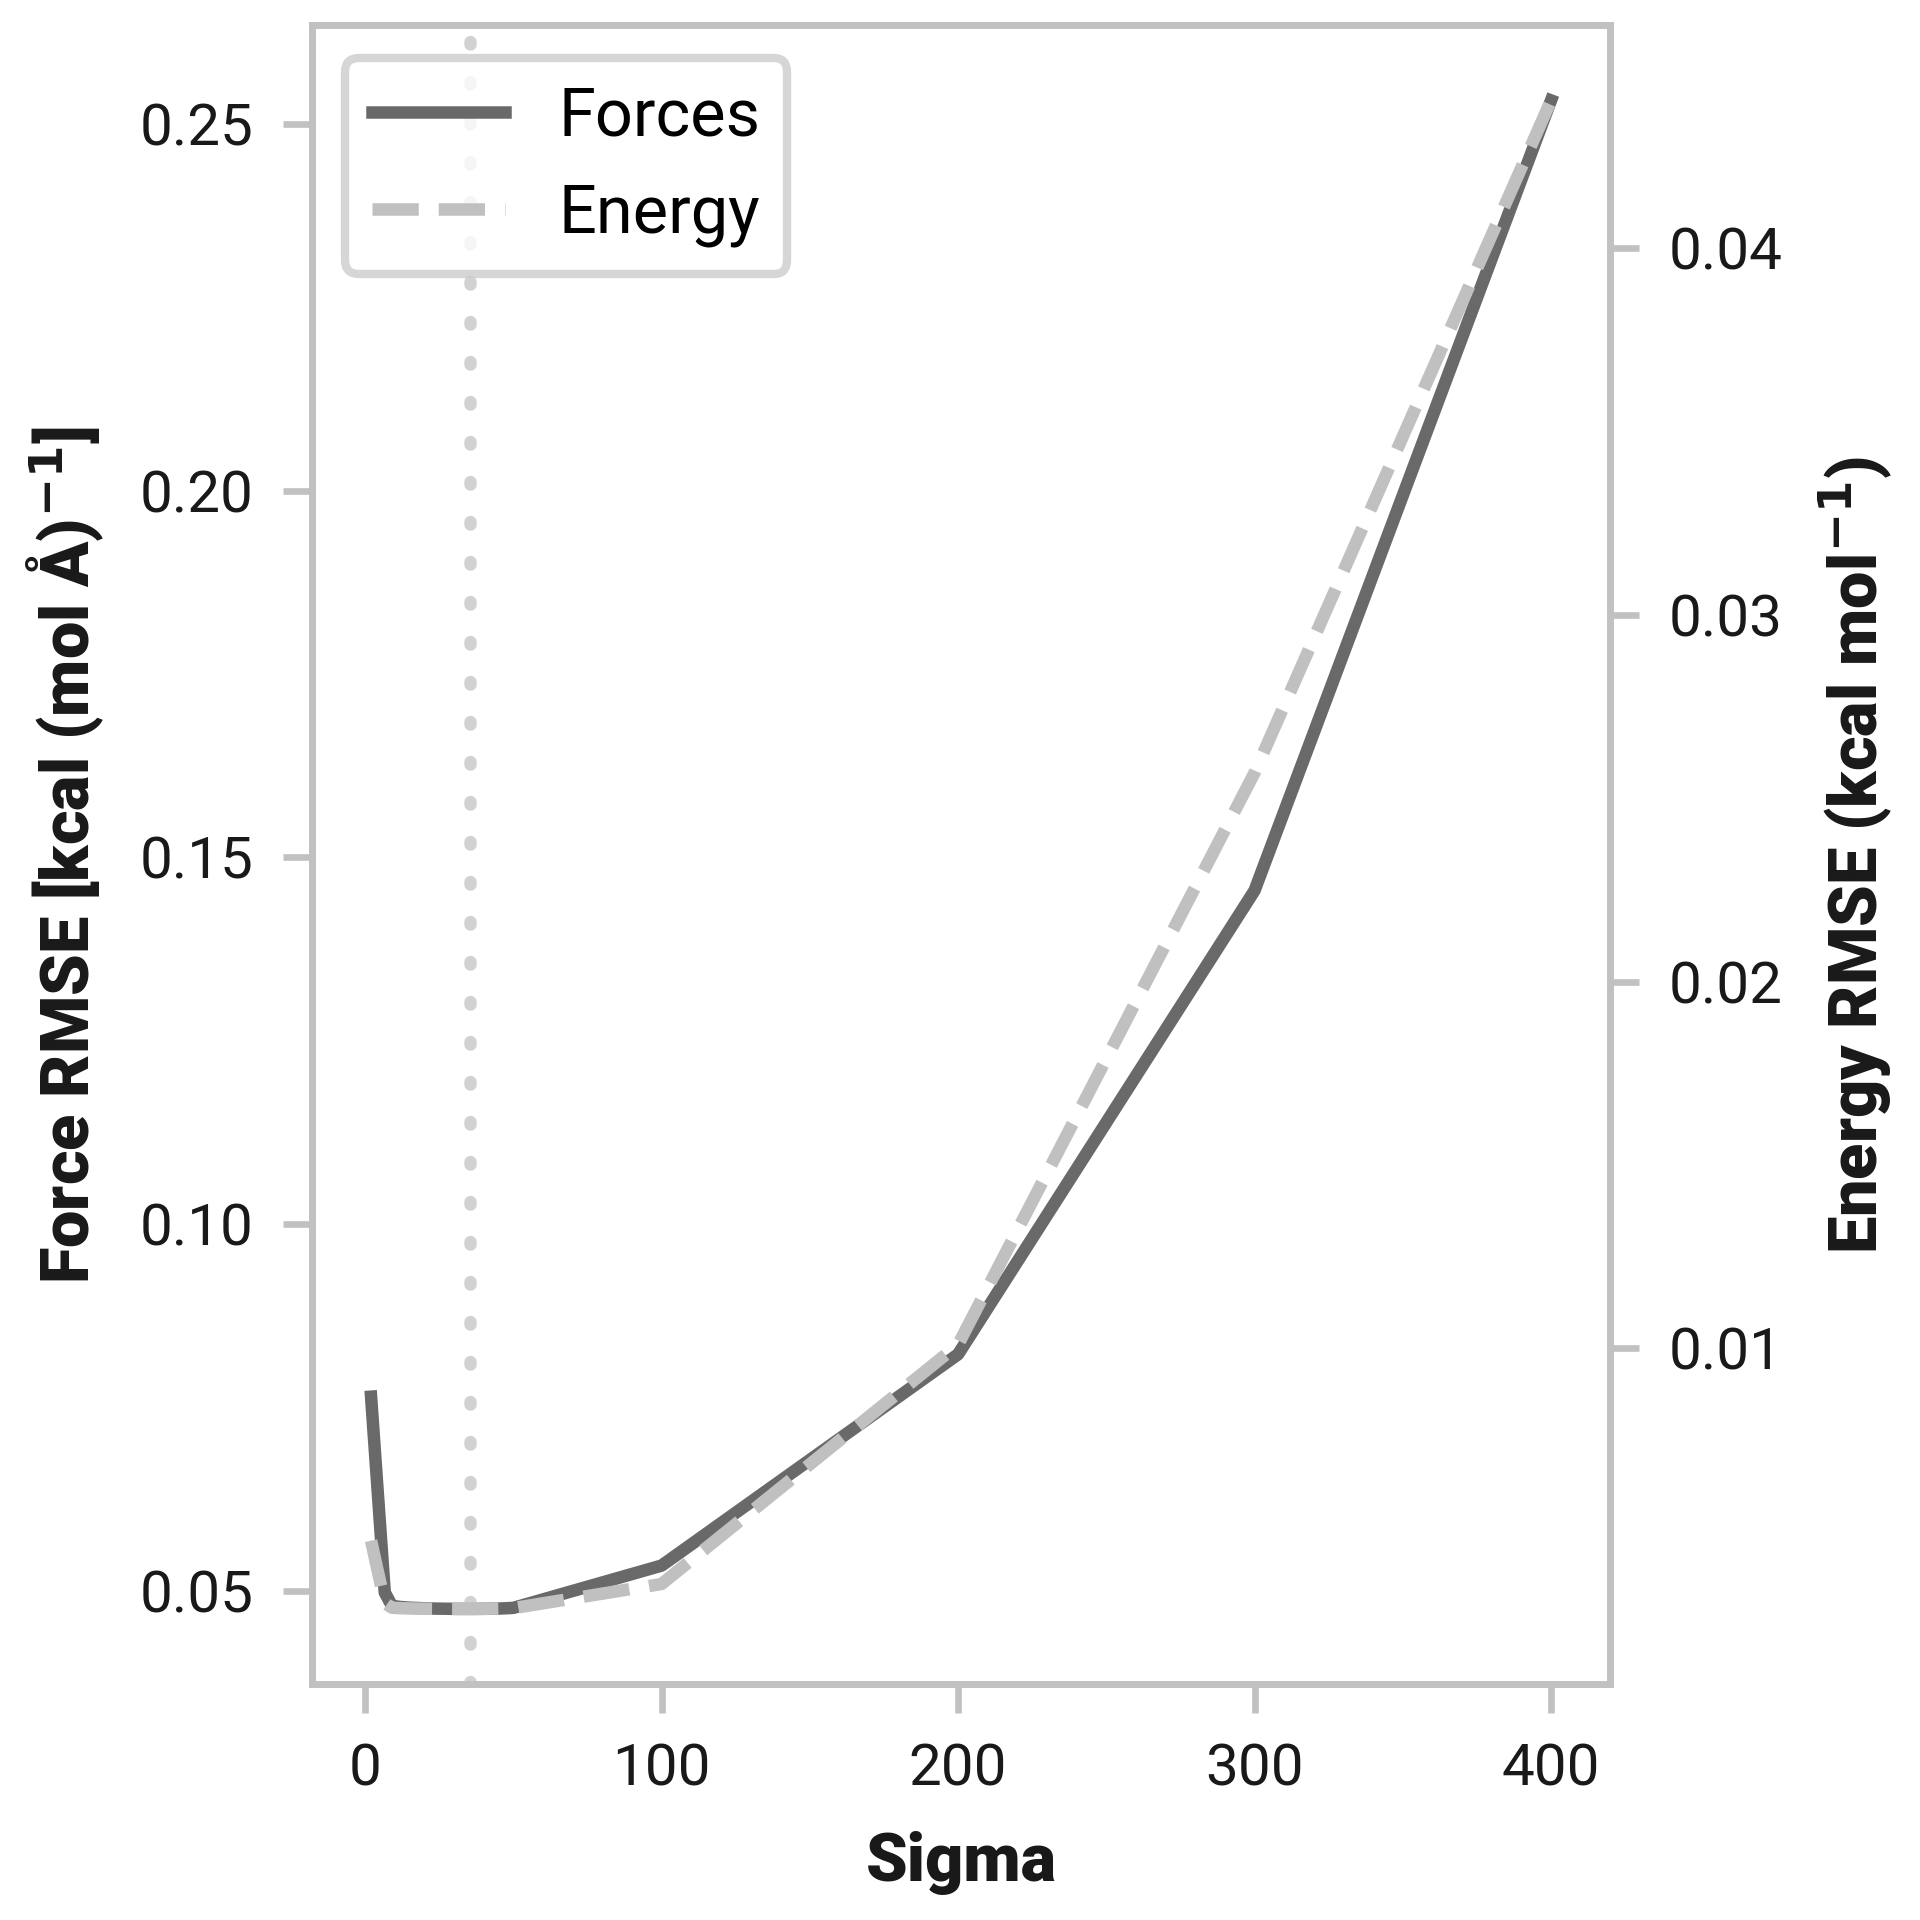 Forces
Energy
0.25
0.20
0.15
0.10
0.05
Force RMSE [kcal (mol Å)⁻¹]
0.04
0.03
0.02
0.01
Energy RMSE (kcal mol⁻¹)
0 100 200 300 400
Sigma